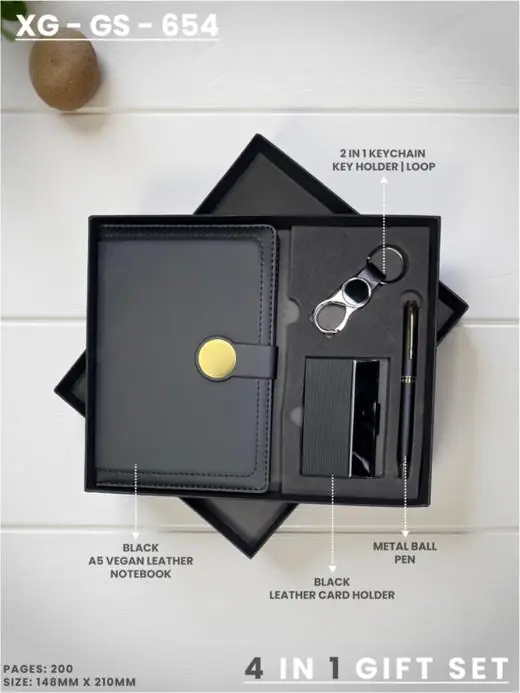 XG - GS - 654
2 IN 1 KEYCHAIN
KEY HOLDER | LOOP
BLACK
A5 VEGAN LEATHER
NOTEBOOK
METAL BALL
PEN
BLACK
LEATHER CARD HOLDER
PAGES: 200
SIZE: 148MM X 210MM
4 IN 1 GIFT SET